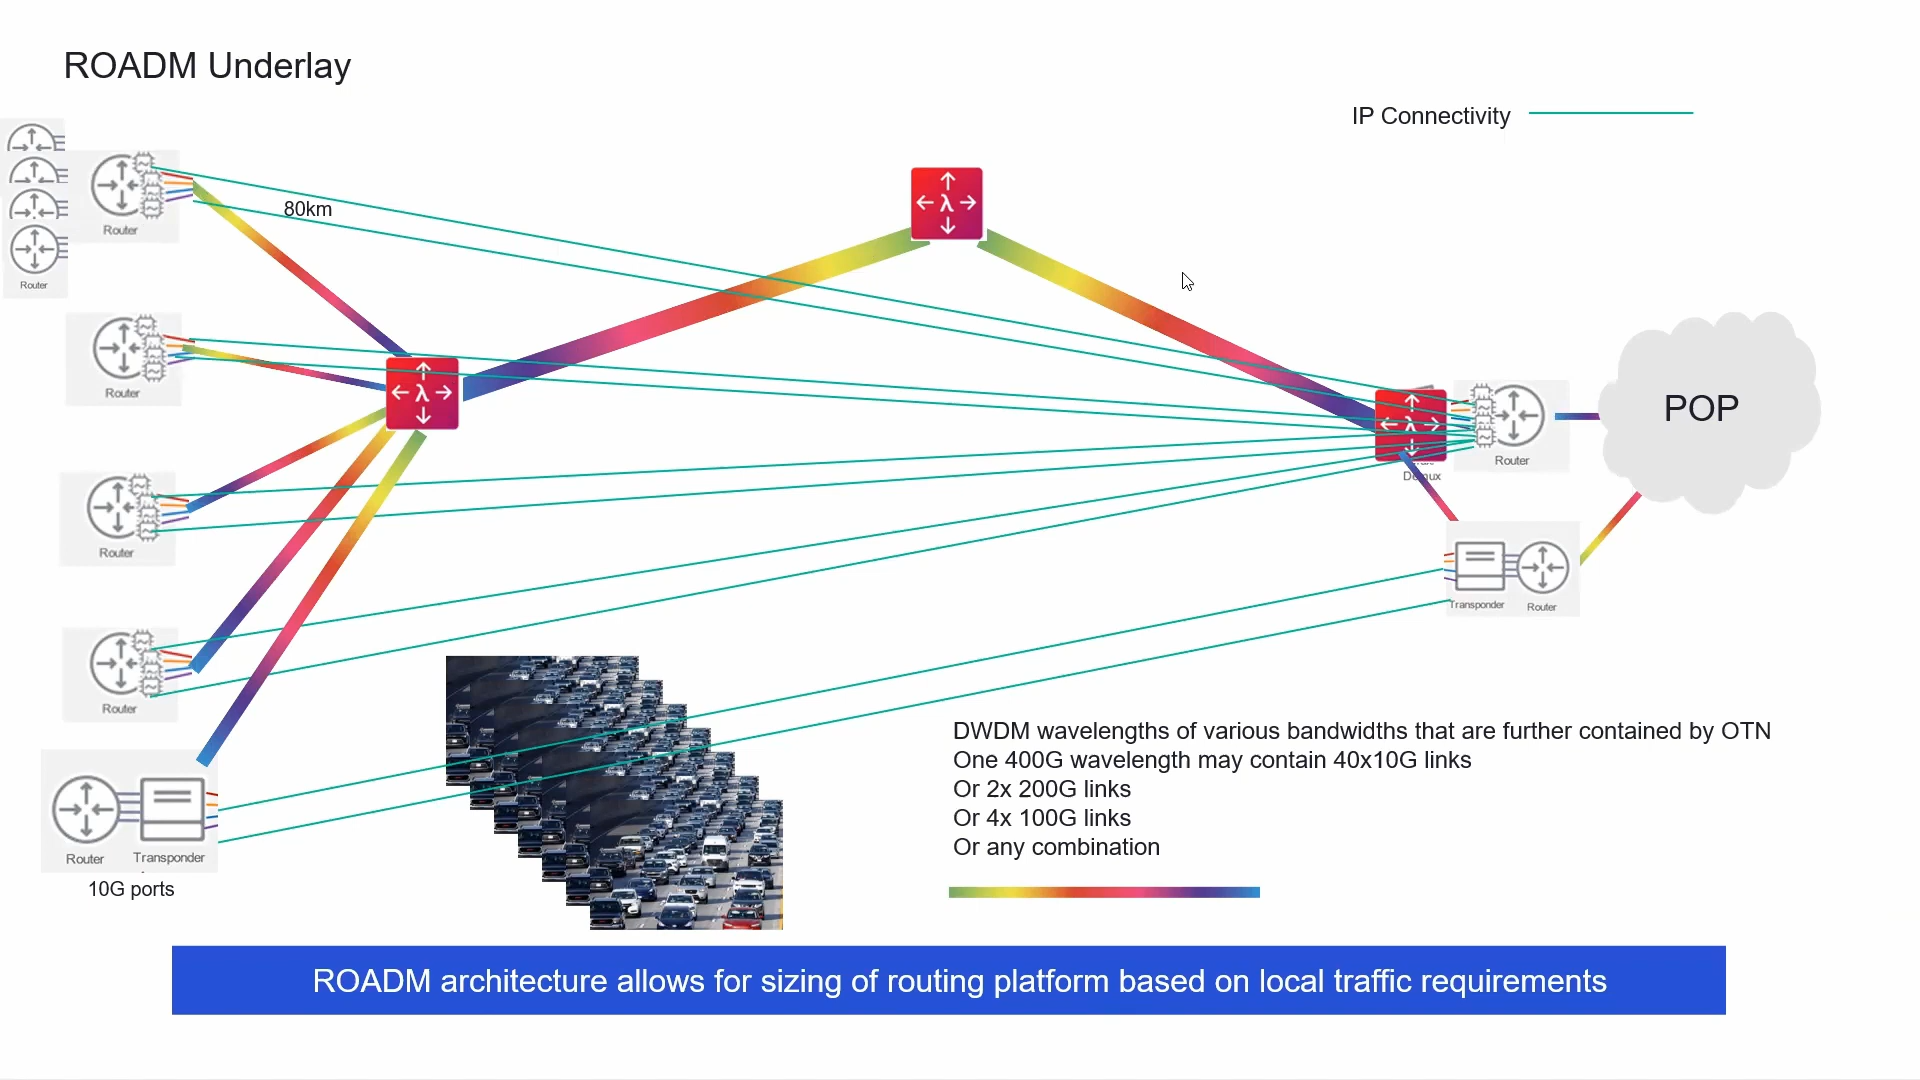 ROADM Underlay
IP Connectivity
Router
80km
Router
Router
POP
Router
Router
Router
Transponder
Router
Router
Router
Transponder
10G ports
λ
λ
λ
DWDM wavelengths of various bandwidths that are further contained by OTN
One 400G wavelength may contain 40x10G links
Or 2x 200G links
Or 4x 100G links
Or any combination
ROADM architecture allows for sizing of routing platform based on local traffic requirements